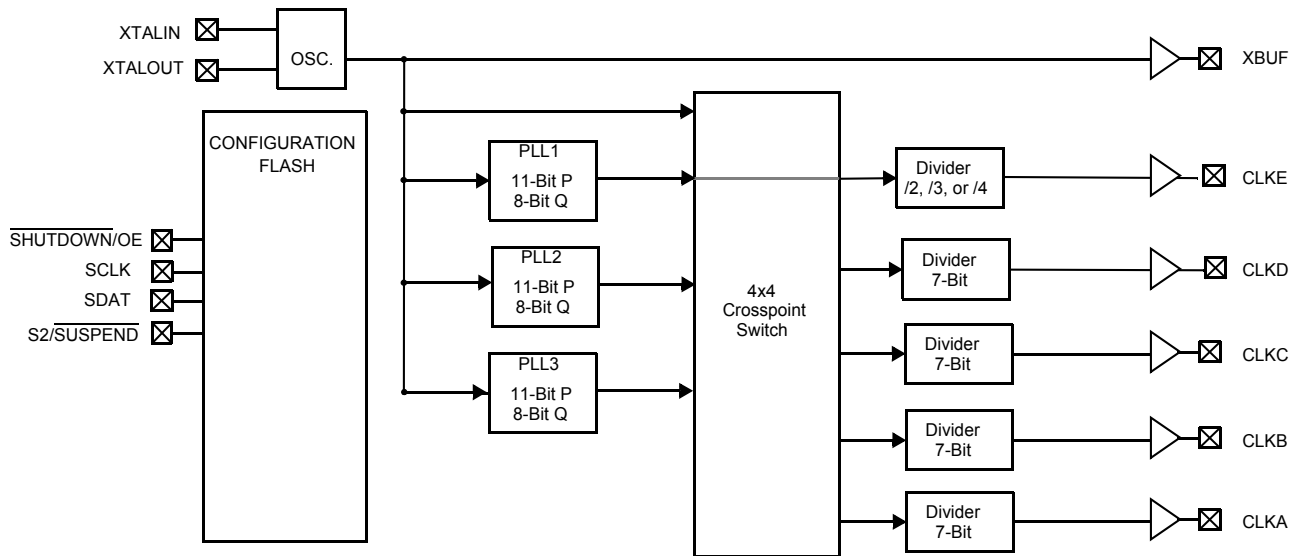 XTALIN
XTALOUT
OSC.
XBUF
CONFIGURATION
FLASH
SHUTDOWN/OE
SCLK
SDAT
S2/SUSPEND
PLL1
11-Bit P
8-Bit Q
PLL2
11-Bit P
8-Bit Q
PLL3
11-Bit P
8-Bit Q
4x4
Crosspoint
Switch
Divider
/2, /3, or /4
CLKE
Divider
7-Bit
CLKD
Divider
7-Bit
CLKC
Divider
7-Bit
CLKB
Divider
7-Bit
CLKA